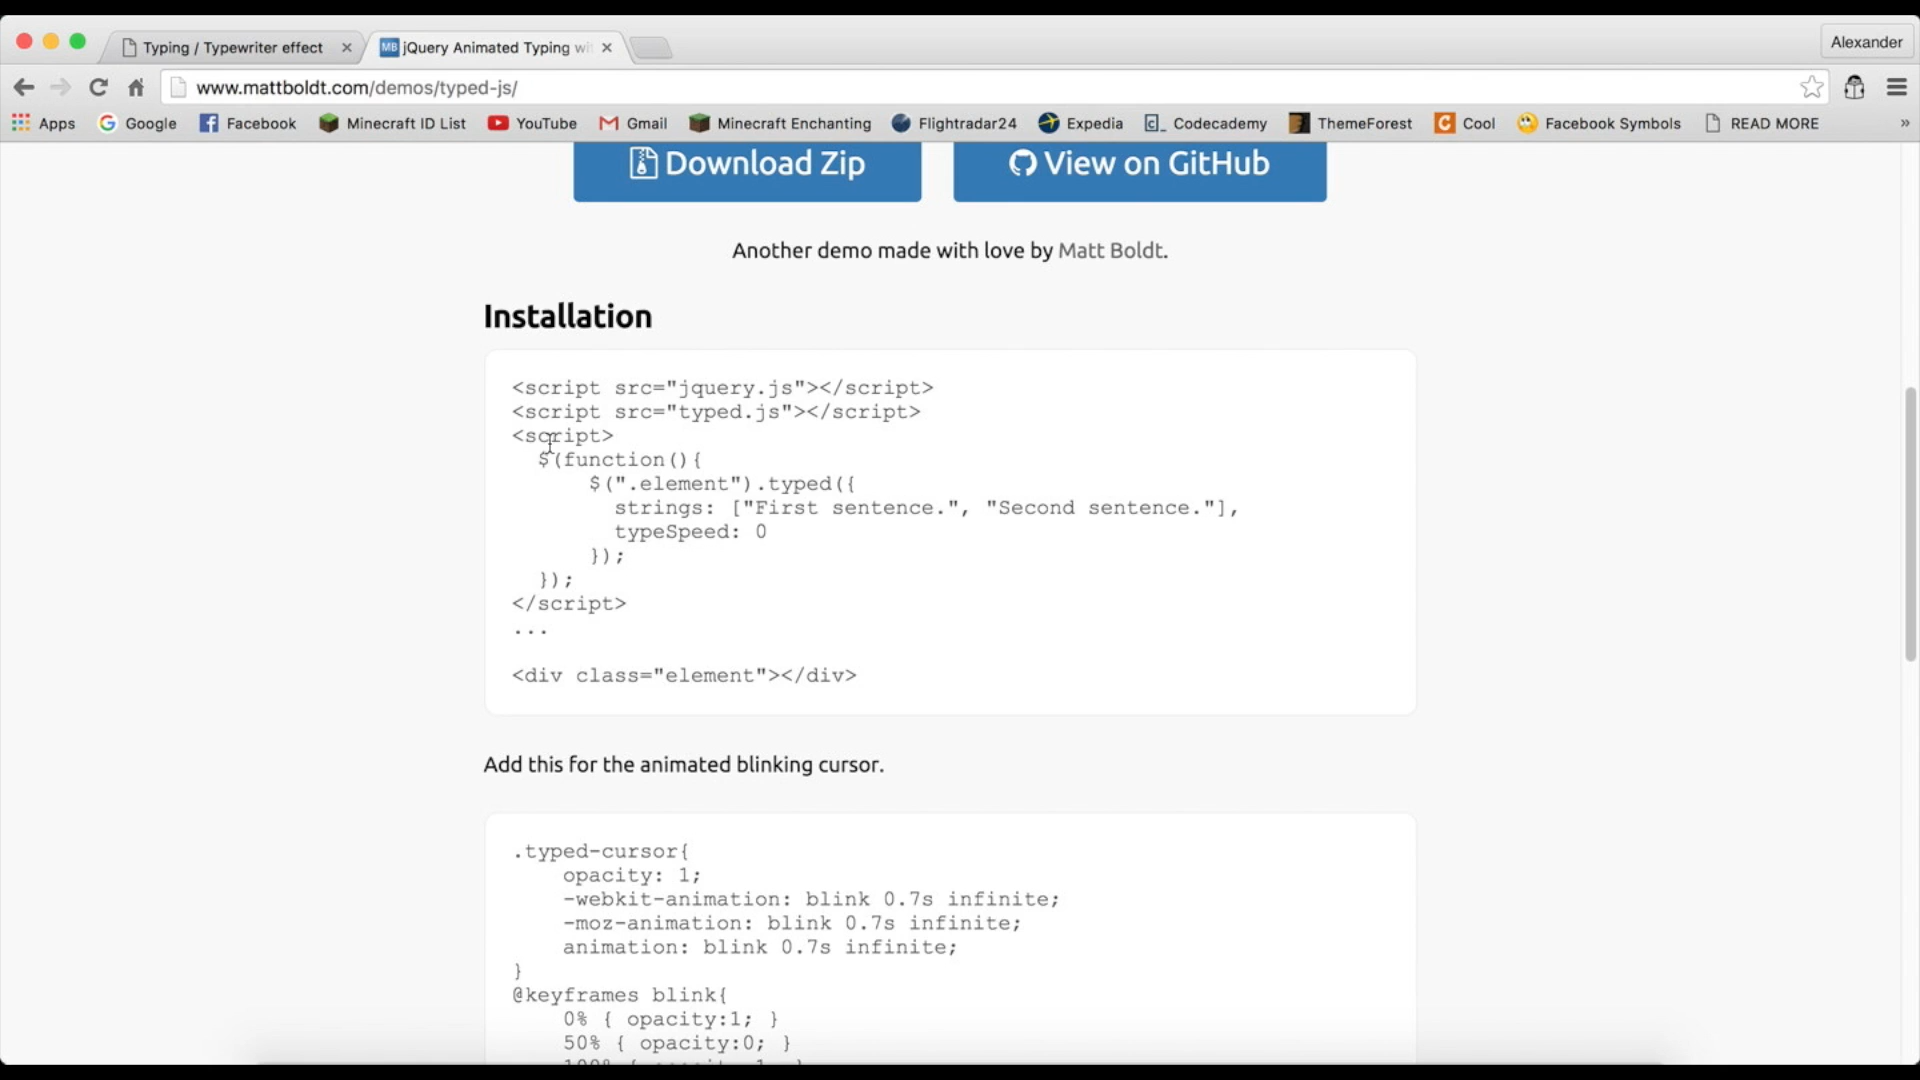 Typing / Typewriter effect
MB jQuery Animated Typing wi
Alexander
www.mattboldt.com/demos/typed-js/
Apps Google Facebook Minecraft ID List YouTube Gmail Minecraft Enchanting Flightradar24 Expedia Codecademy ThemeForest Cool Facebook Symbols READ MORE »
Download Zip
View on GitHub
Another demo made with love by Matt Boldt.
Installation
<script src="jquery.js"></script>
<script src="typed.js"></script>
<script>
$(function(){
$(".element").typed({
strings: ["First sentence.", "Second sentence."],
typeSpeed: 0
});
});
</script>
...
<div class="element"></div>
Add this for the animated blinking cursor.
.typed-cursor{
opacity: 1;
-webkit-animation: blink 0.7s infinite;
-moz-animation: blink 0.7s infinite;
animation: blink 0.7s infinite;
}
@keyframes blink{
0% { opacity:1; }
50% { opacity:0; }